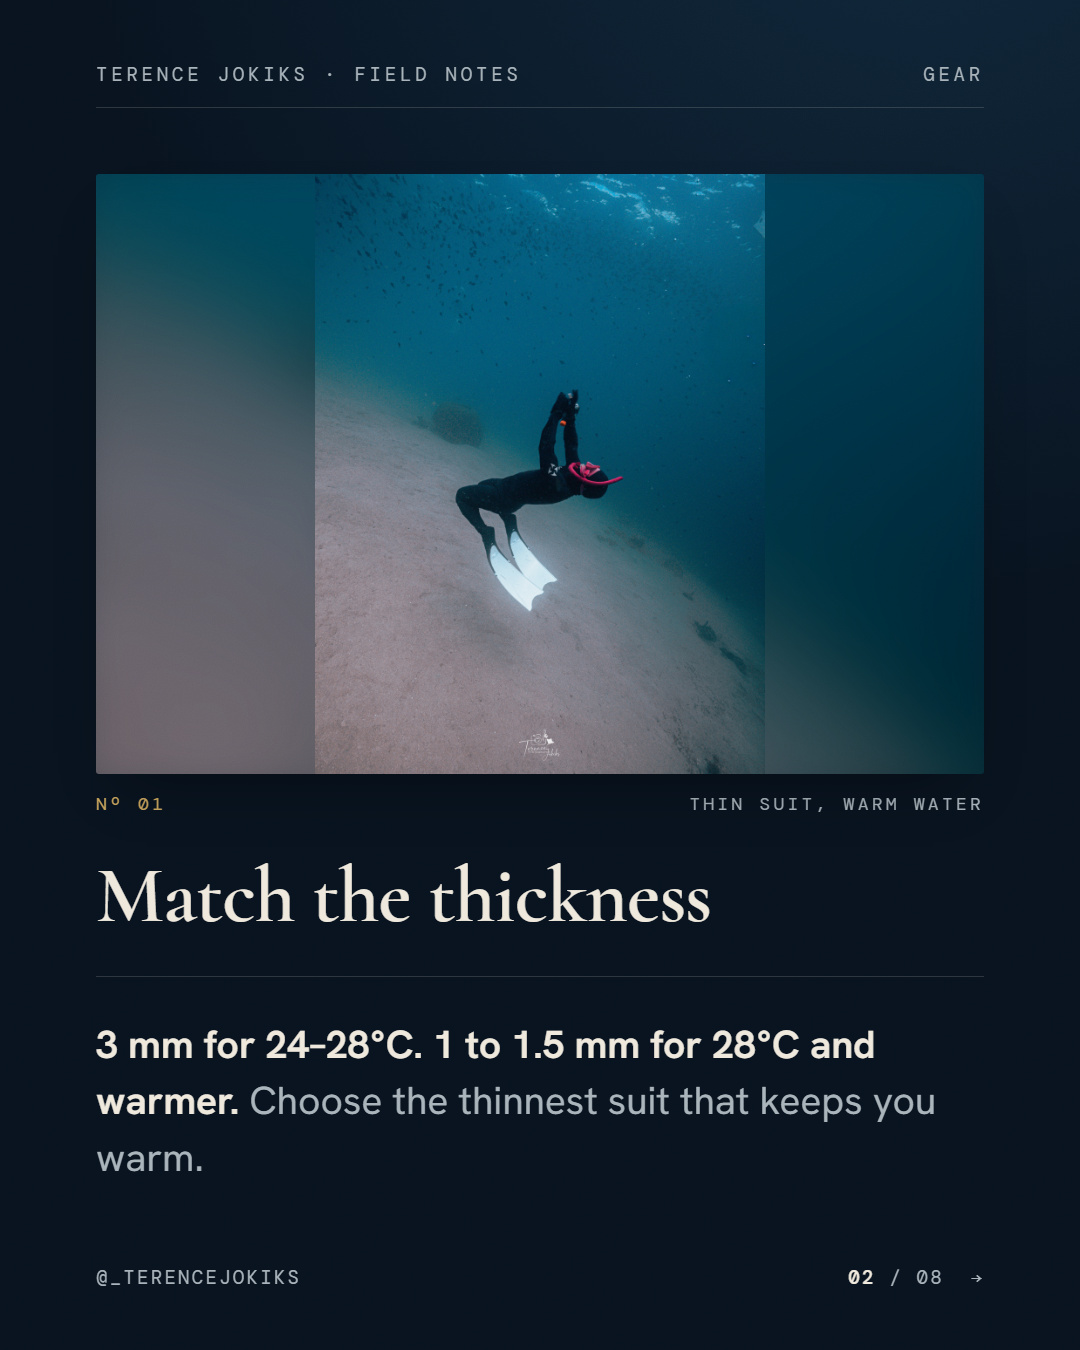 TERENCE JOKIKS · FIELD NOTES
GEAR
Nº 01
THIN SUIT, WARM WATER
Match the thickness
3 mm for 24–28°C. 1 to 1.5 mm for 28°C and
warmer. Choose the thinnest suit that keeps you
warm.
@_TERENCEJOKIKS
02 / 08 →